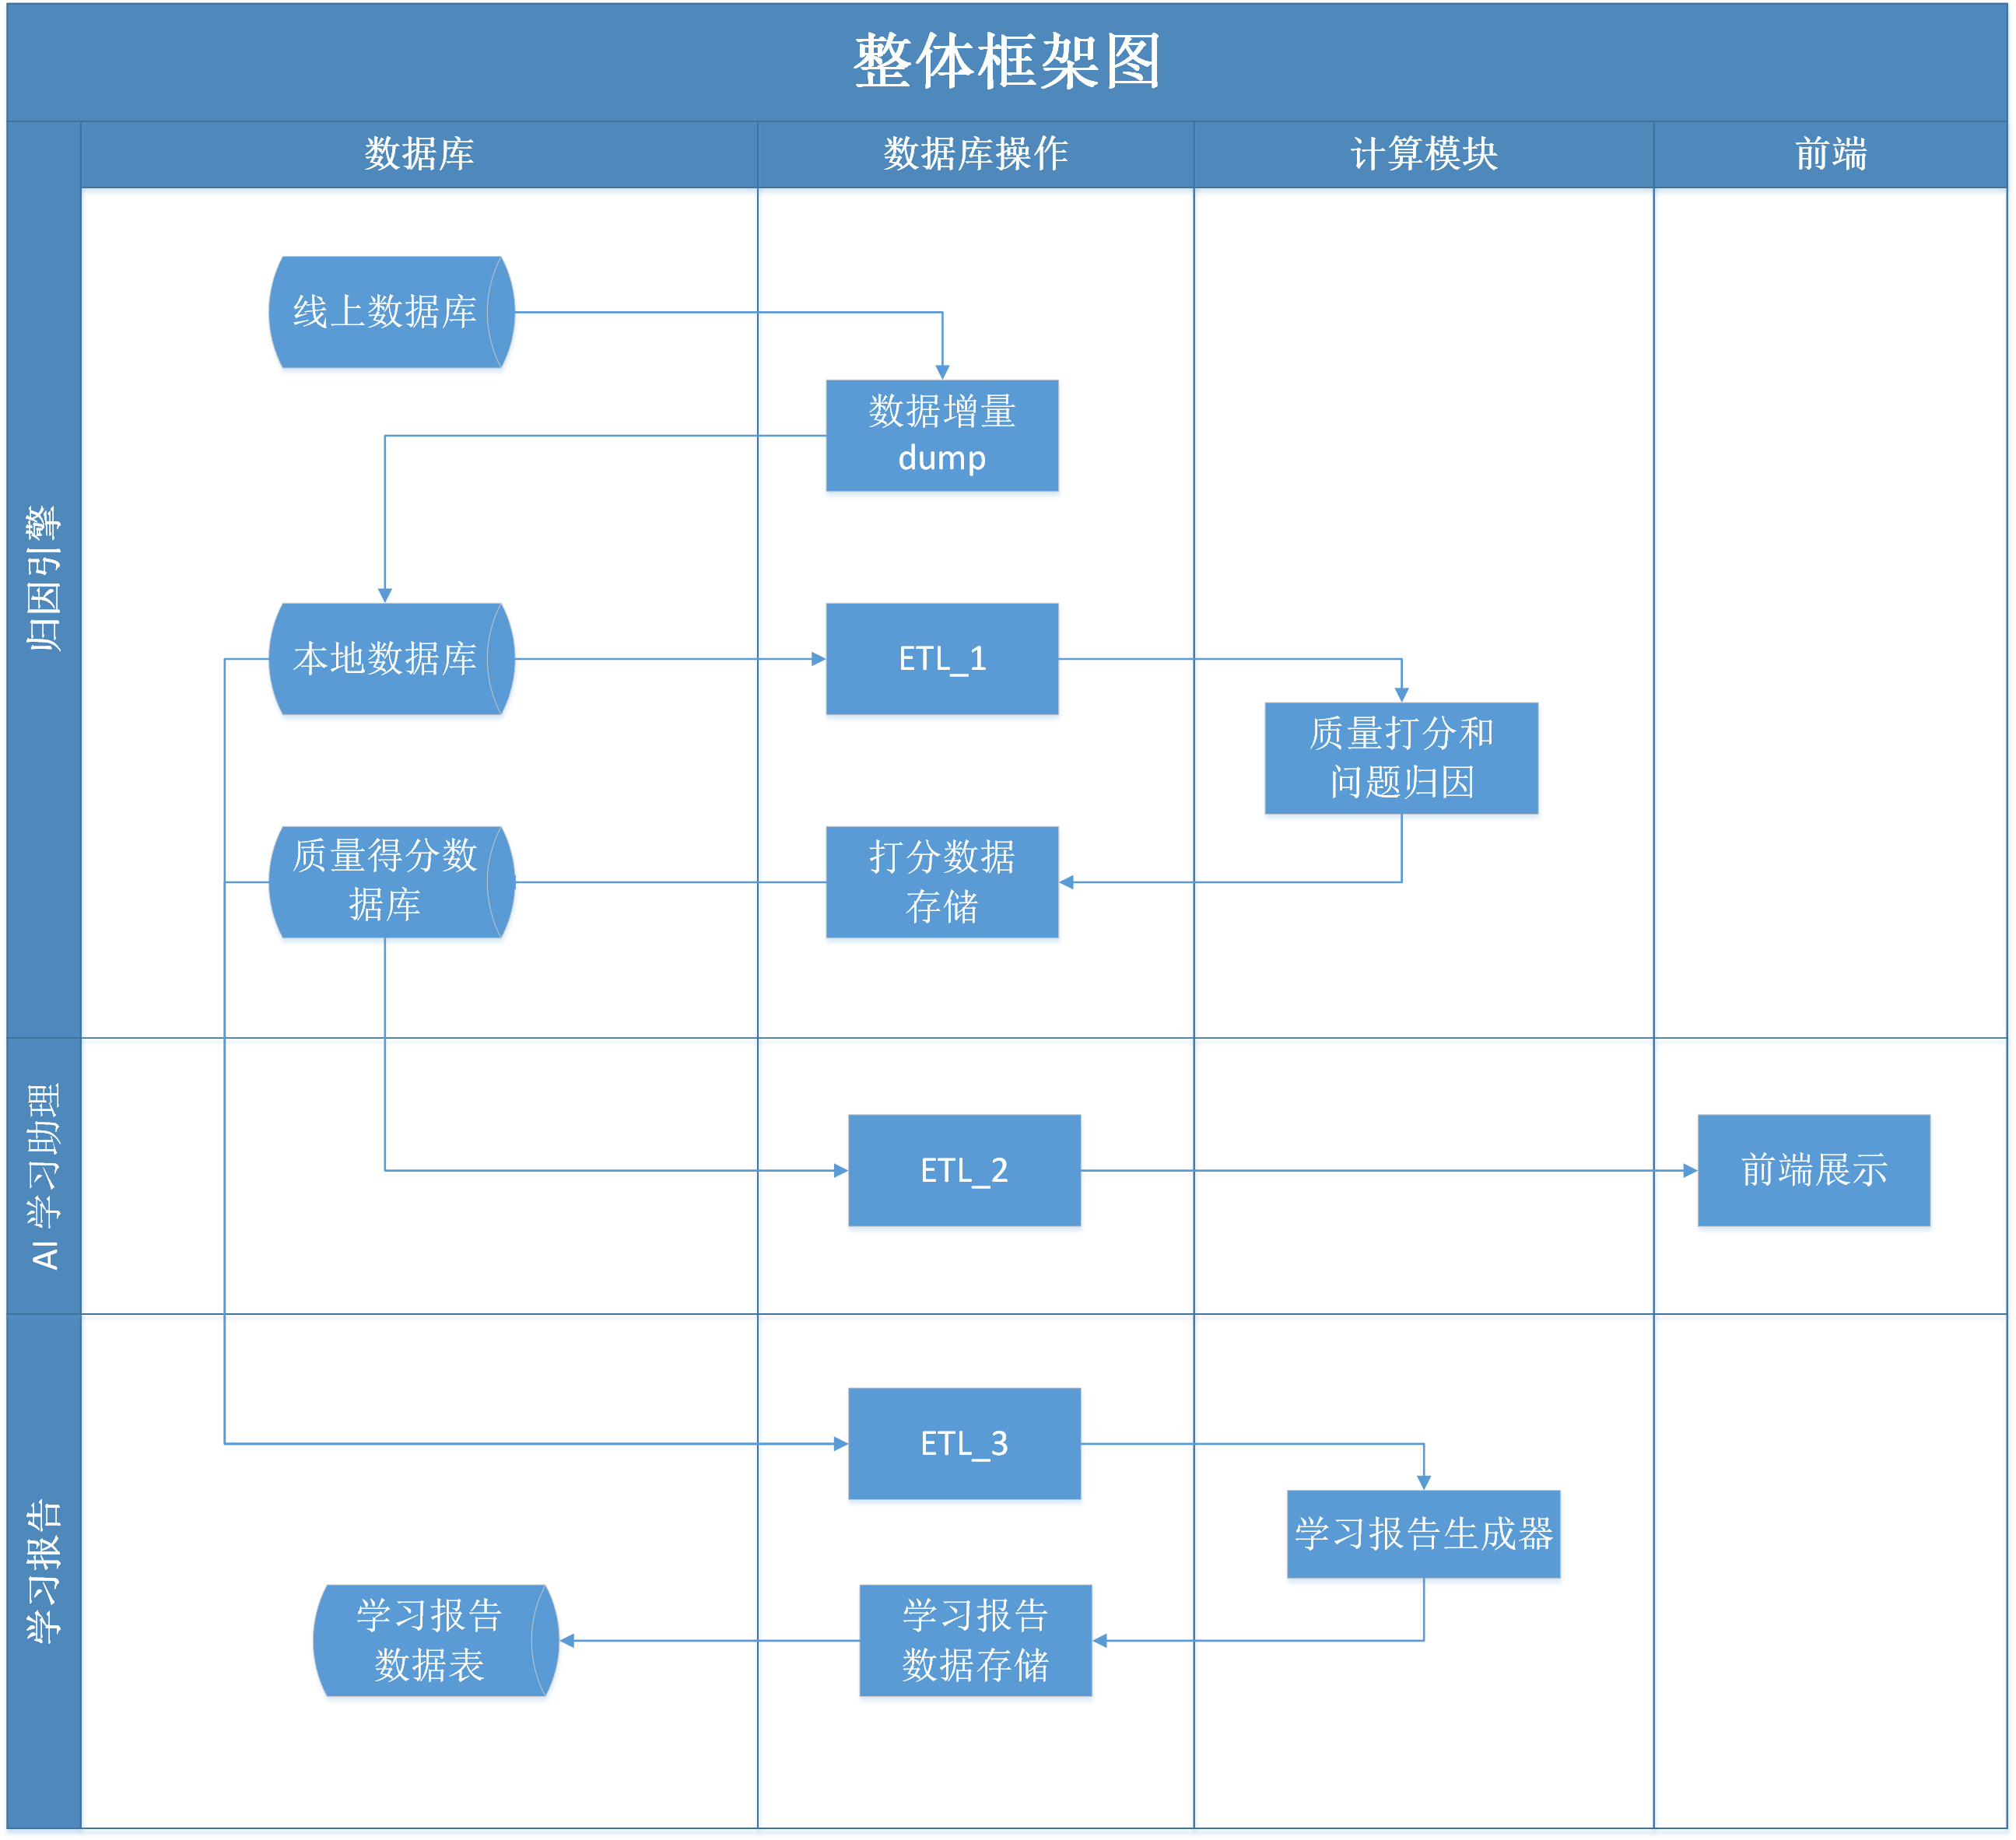 整体框架图
数据库
数据库操作
计算模块
前端
归因引擎
线上数据库
数据增量
dump
本地数据库
ETL_1
质量打分和
问题归因
质量得分数
据库
打分数据
存储
AI 学习助理
ETL_2
前端展示
学习报告
ETL_3
学习报告生成器
学习报告
数据表
学习报告
数据存储